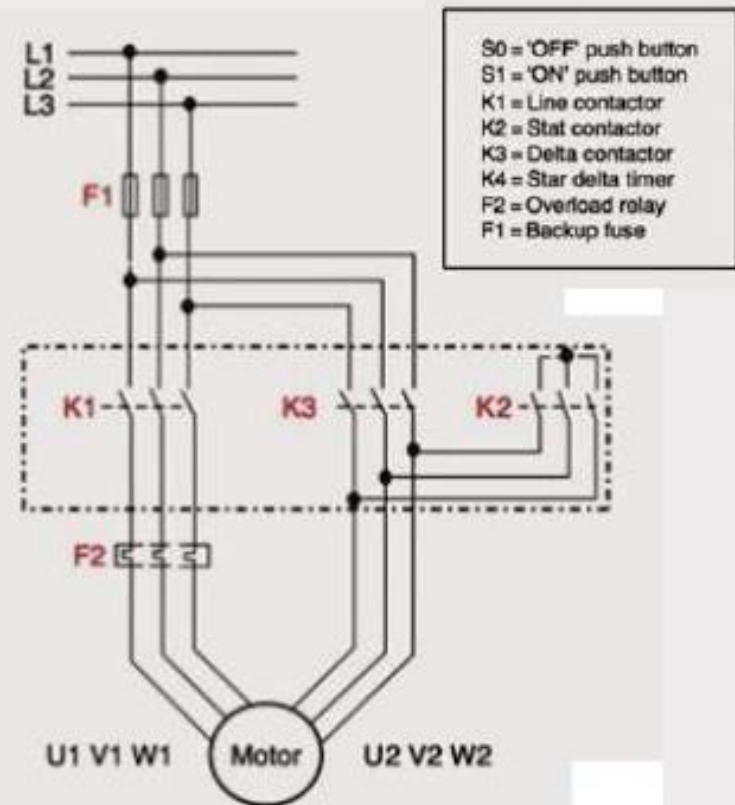 L1
L2
L3
S0 = 'OFF' push button
S1 = 'ON' push button
K1 = Line contactor
K2 = Stat contactor
K3 = Delta contactor
K4 = Star delta timer
F2 = Overload relay
F1 = Backup fuse
F1
K1
K3
K2
F2
U1 V1 W1
Motor
U2 V2 W2